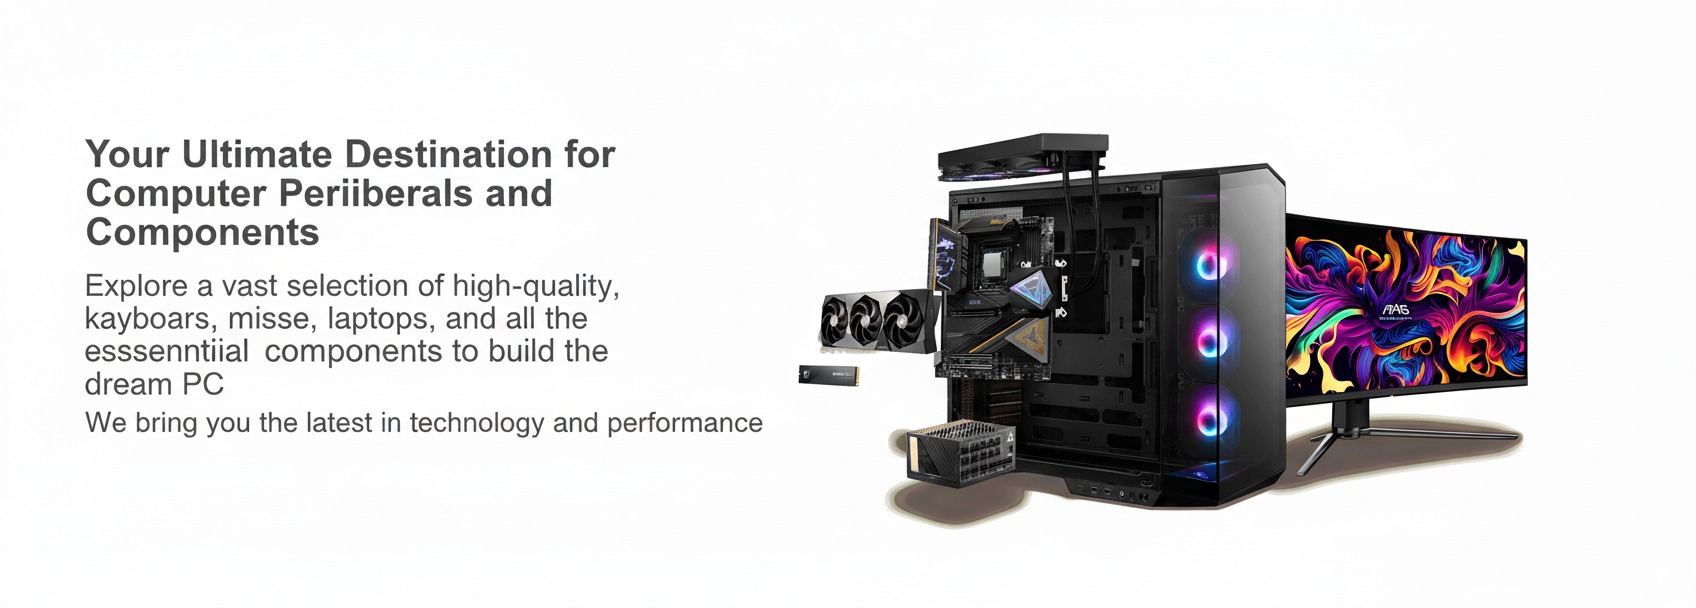 Your Ultimate Destination for
Computer Periiberals and
Components
Explore a vast selection of high-quality,
kayboars, misse, laptops, and all the
esssenntiial components to build the
dream PC
We bring you the latest in technology and performance